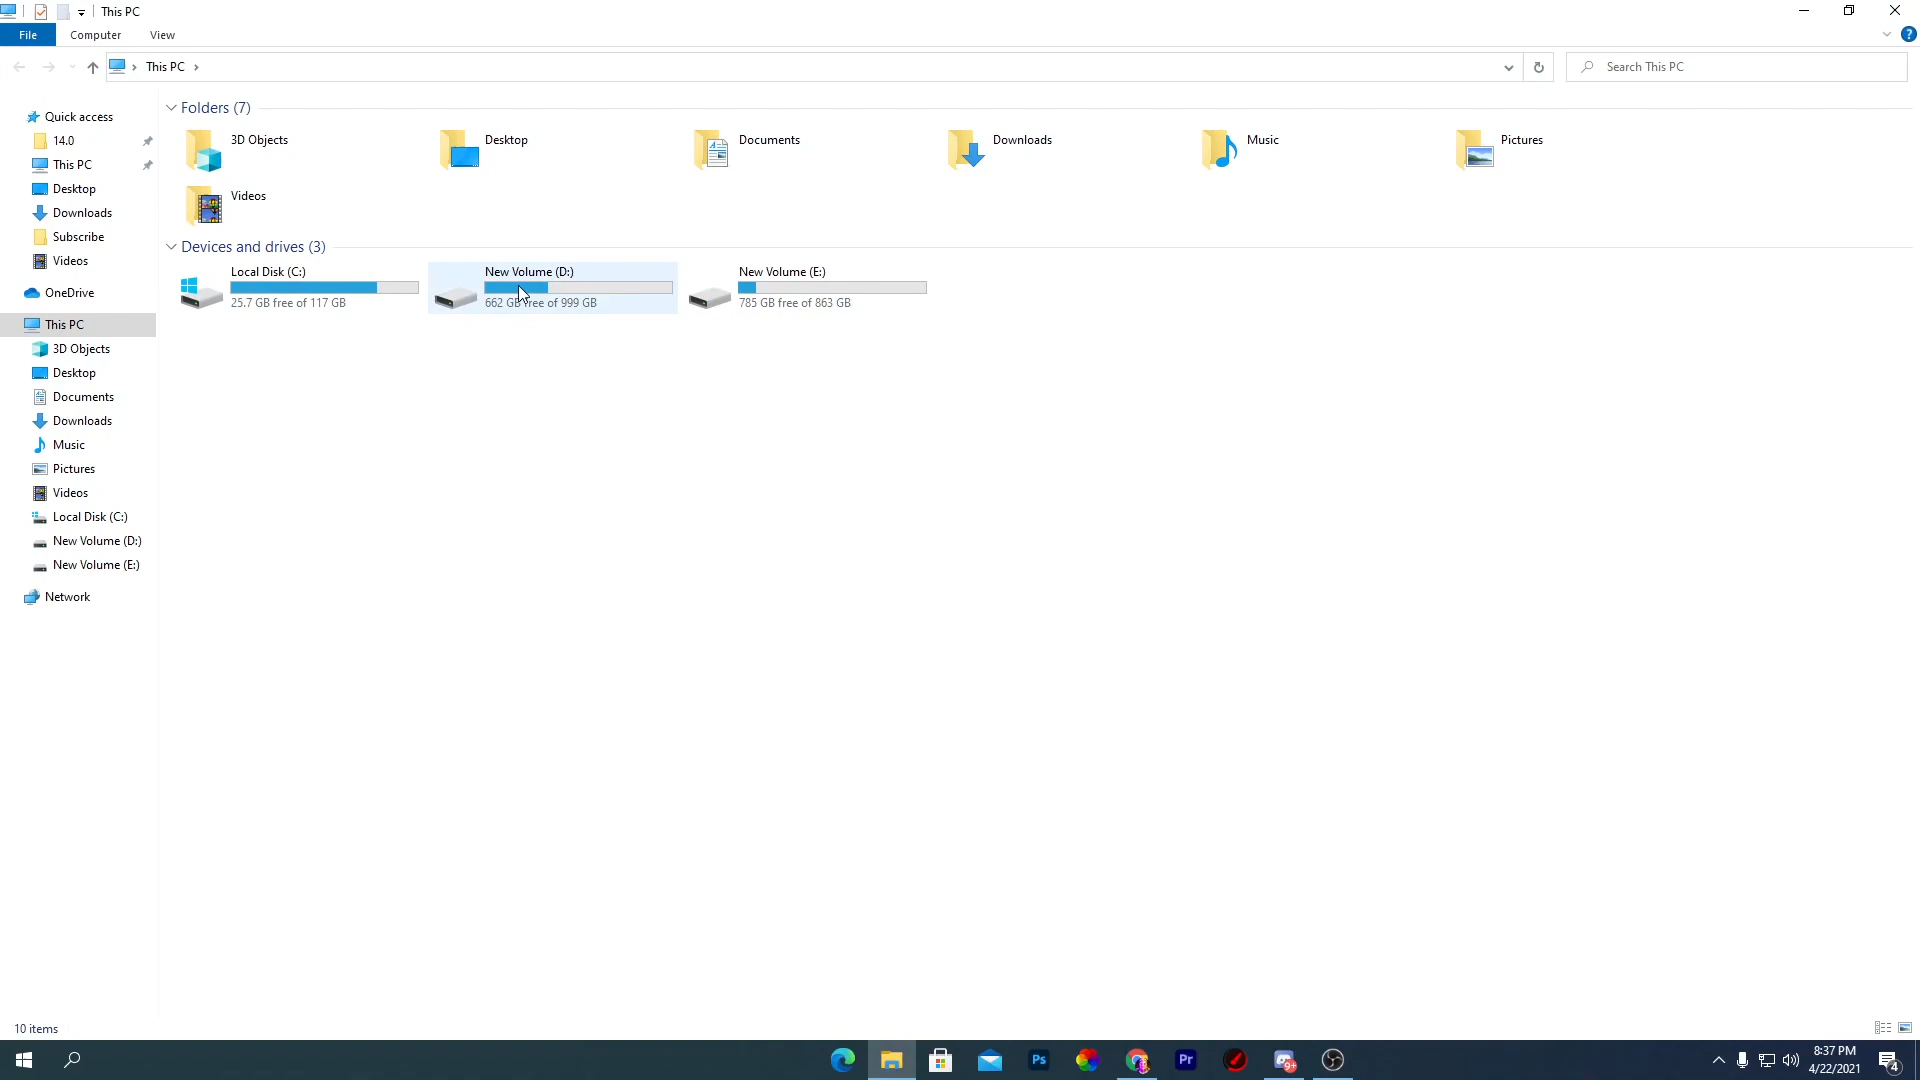 This PC
File Computer View
This PC
Search This PC
Quick access
14.0
This PC
Desktop
Downloads
Subscribe
Videos
OneDrive
This PC
3D Objects
Desktop
Documents
Downloads
Music
Pictures
Videos
Local Disk (C:)
New Volume (D:)
New Volume (E:)
Network
Folders (7)
3D Objects Desktop Documents Downloads Music Pictures
Videos
Devices and drives (3)
Local Disk (C:)
25.7 GB free of 117 GB
New Volume (D:)
662 GB free of 999 GB
New Volume (E:)
785 GB free of 863 GB
10 items
Ps
Pr
9+
8:37 PM
4/22/2021
4